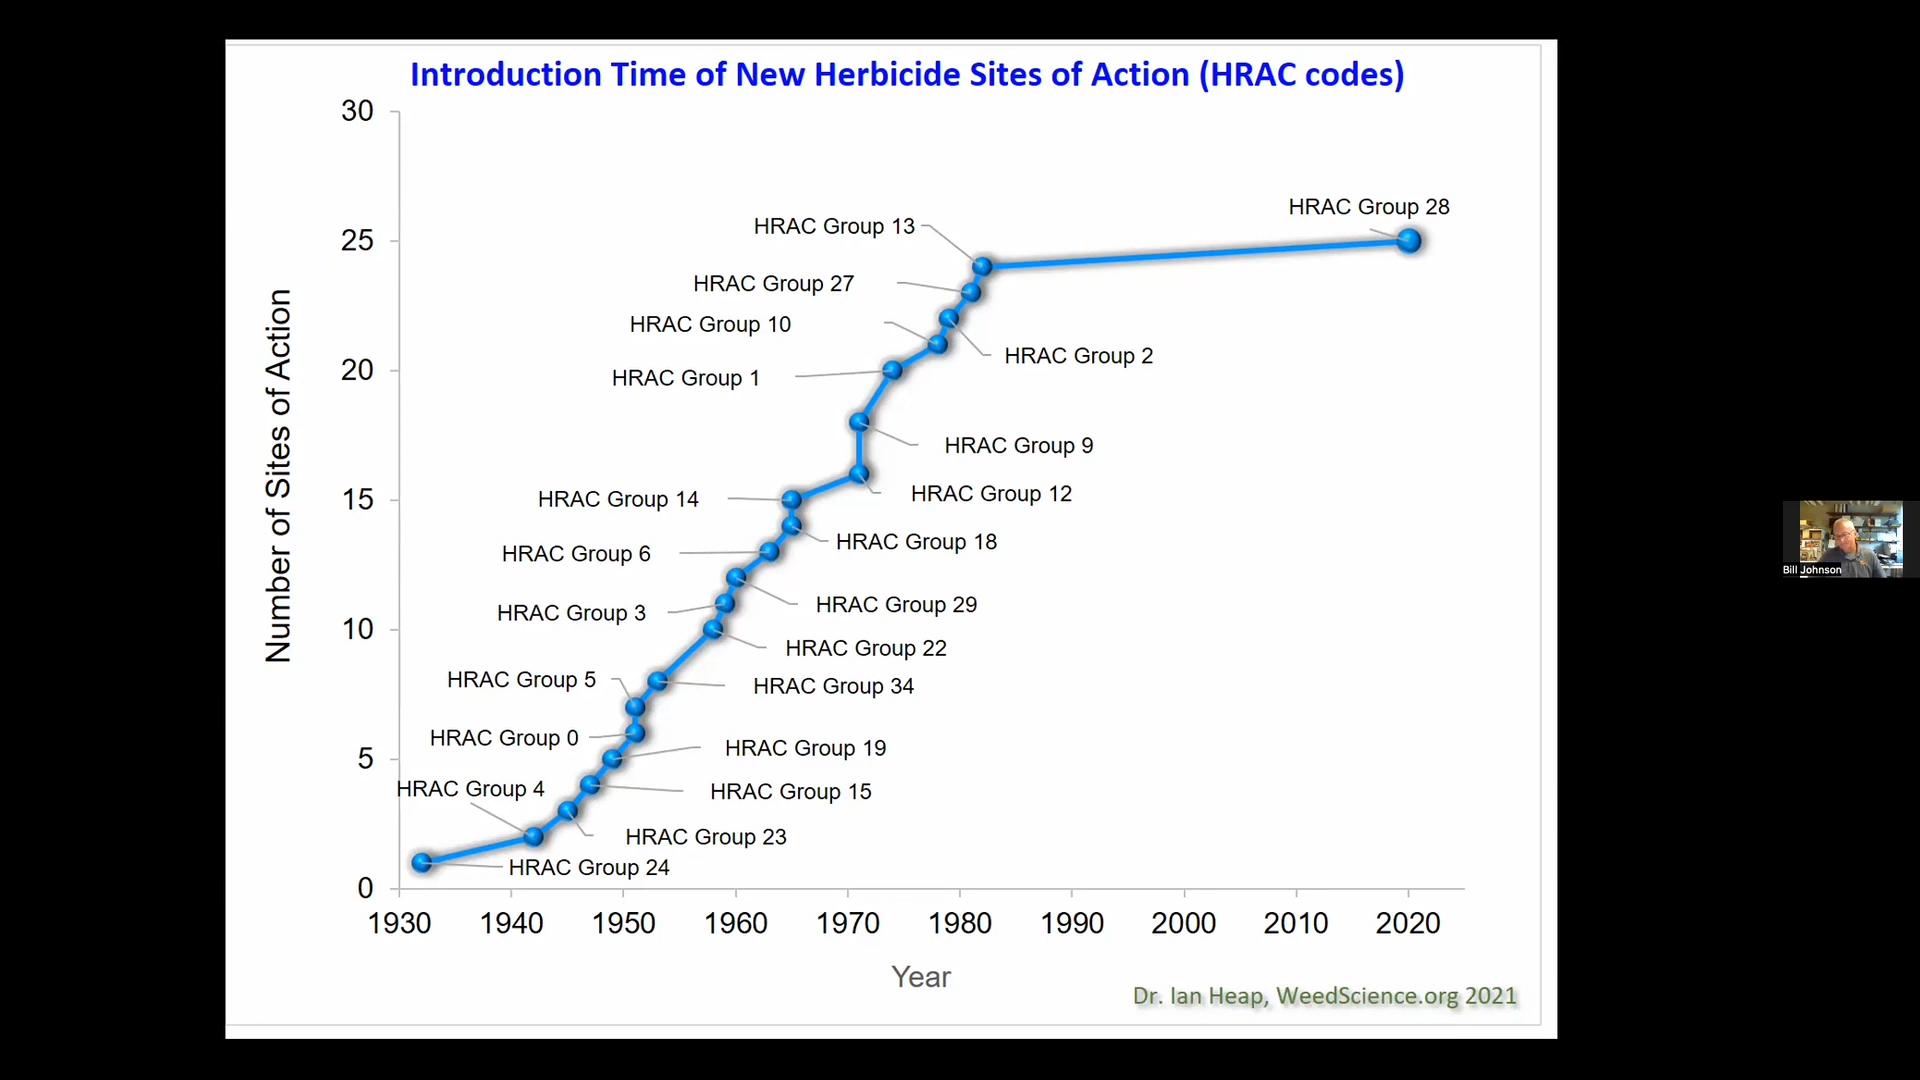 Introduction Time of New Herbicide Sites of Action (HRAC codes)
Number of Sites of Action
30
25
20
15
10
5
0
HRAC Group 28
HRAC Group 13
HRAC Group 27
HRAC Group 10
HRAC Group 2
HRAC Group 1
HRAC Group 9
HRAC Group 12
HRAC Group 14
HRAC Group 18
HRAC Group 6
HRAC Group 29
HRAC Group 3
HRAC Group 22
HRAC Group 5
HRAC Group 34
HRAC Group 0
HRAC Group 19
HRAC Group 4
HRAC Group 15
HRAC Group 23
HRAC Group 24
1930 1940 1950 1960 1970 1980 1990 2000 2010 2020
Year
Dr. Ian Heap, WeedScience.org 2021
Bill Johnson